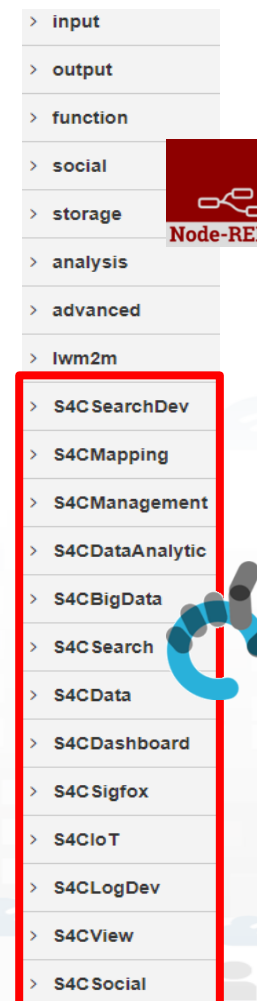 > input
> output
> function
> social
> storage
Node-RED
> analysis
> advanced
> lwm2m
> S4CSearchDev
> S4CMapping
> S4CManagement
> S4CDataAnalytic
> S4CBigData
> S4CSearch
> S4CData
> S4CDashboard
> S4CSigfox
> S4CIoT
> S4CLogDev
> S4CView
> S4CSocial